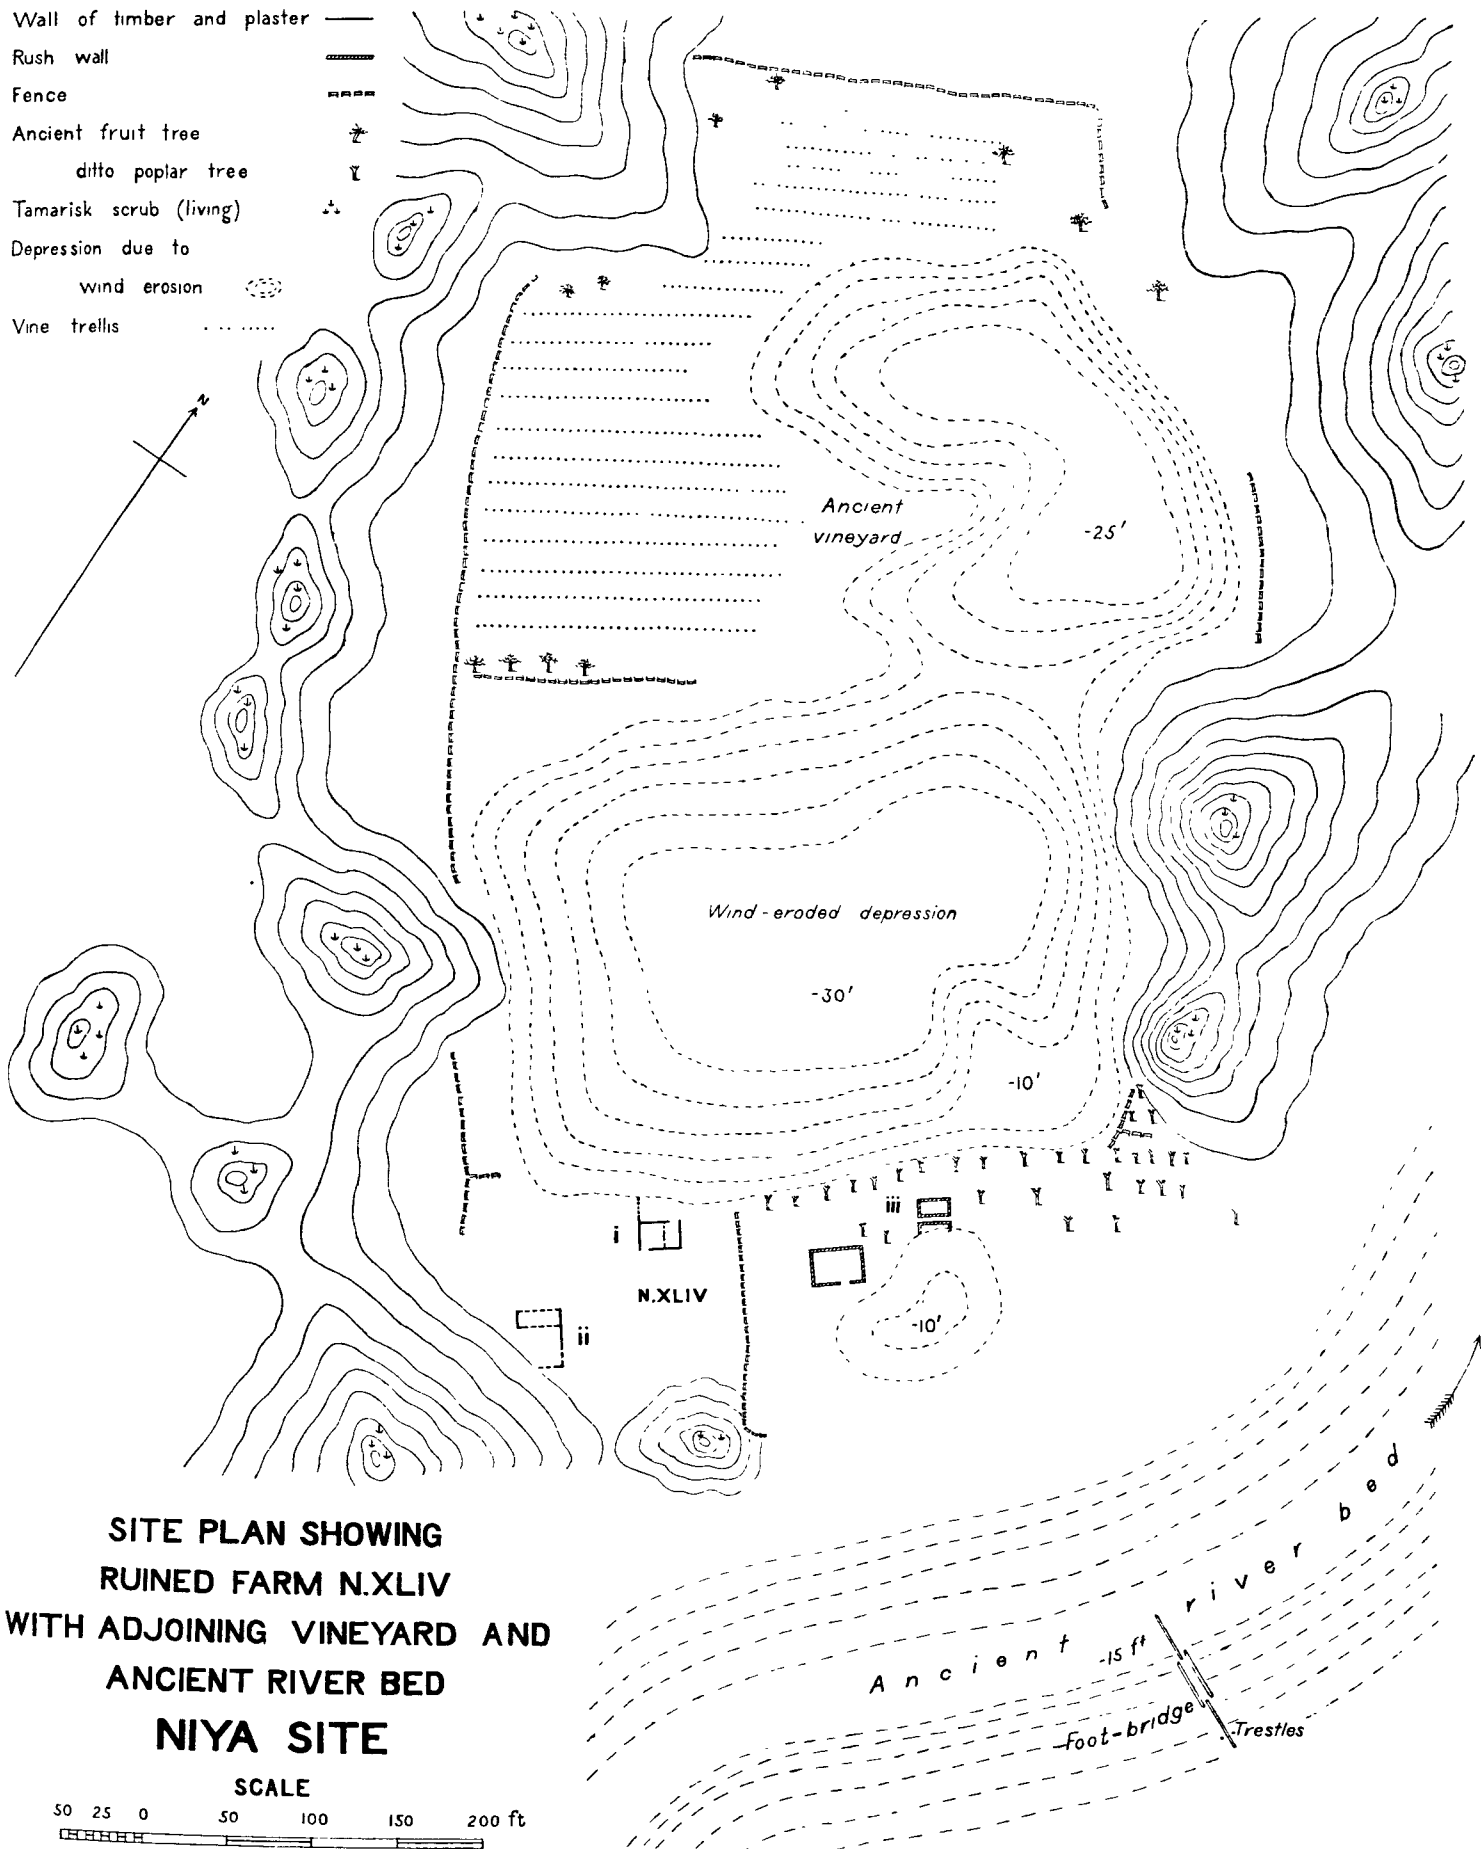 Wall of timber and plaster
Rush wall
Fence
Ancient fruit tree
ditto poplar tree
Tamarisk scrub (living)
Depression due to
wind erosion
Vine trellis
N
Ancient
vineyard
-25'
Wind-eroded depression
-30'
-10'
i
iii
N.XLIV
ii
-10'
Ancient river bed
-15 ft
Foot-bridge
Trestles
SITE PLAN SHOWING
RUINED FARM N.XLIV
WITH ADJOINING VINEYARD AND
ANCIENT RIVER BED
NIYA SITE
SCALE
50 25 0 50 100 150 200 ft